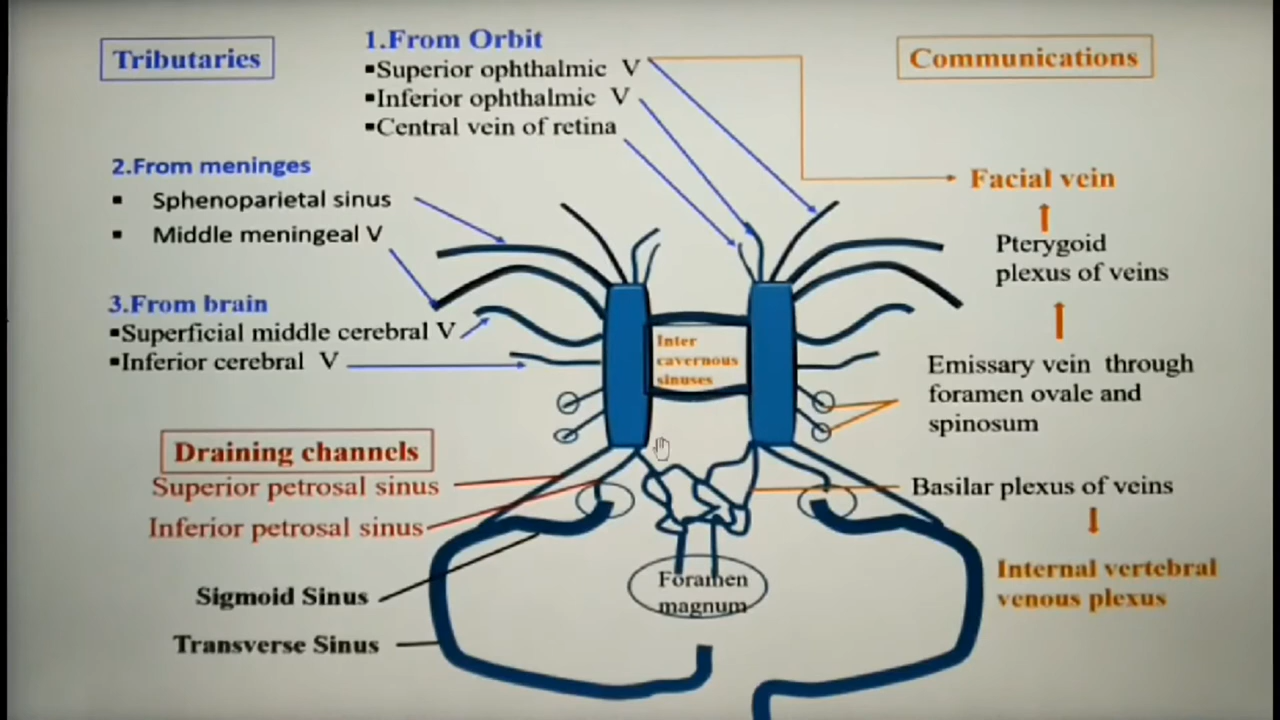 Tributaries
1.From Orbit
▪Superior ophthalmic V
▪Inferior ophthalmic V
▪Central vein of retina
Communications
2.From meninges
▪ Sphenoparietal sinus
▪ Middle meningeal V
3.From brain
▪Superficial middle cerebral V
▪Inferior cerebral V
Facial vein
Pterygoid
plexus of veins
Emissary vein through
foramen ovale and
spinosum
Inter
cavernous
sinuses
Draining channels
Superior petrosal sinus
Inferior petrosal sinus
Sigmoid Sinus
Transverse Sinus
Basilar plexus of veins
Internal vertebral
venous plexus
Foramen
magnum